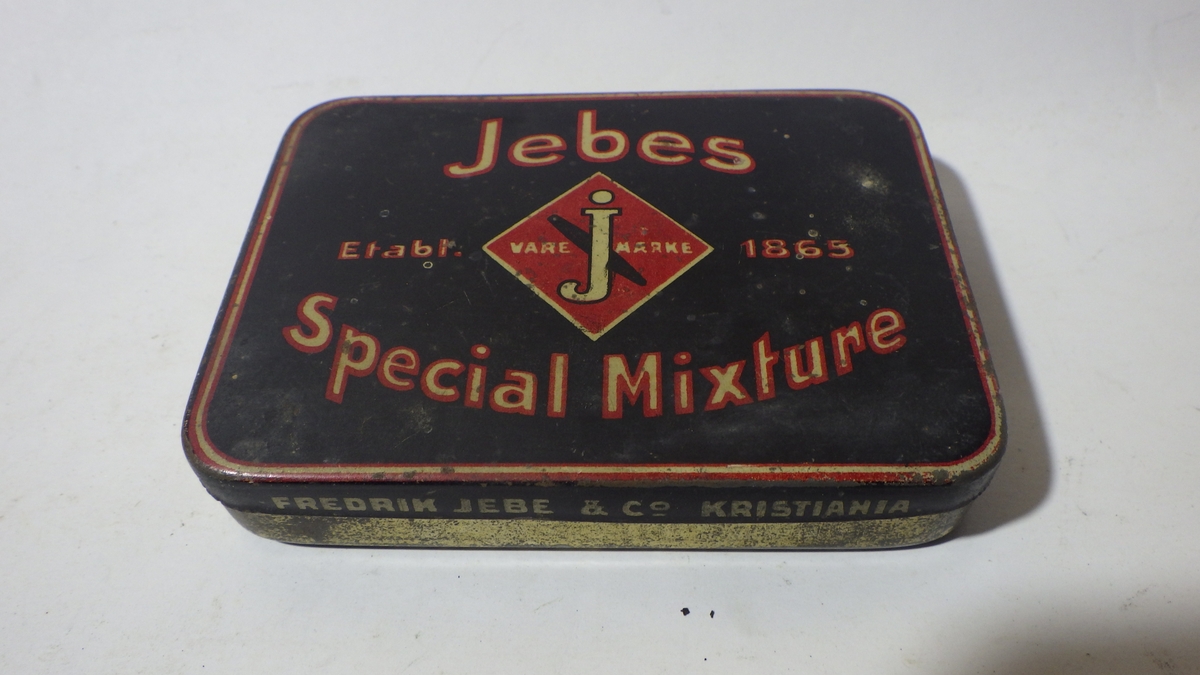 Jebes
j
Etabl. VARE MÆRKE 1865
Special Mixture
FREDRIK JEBE & Cº KRISTIANIA